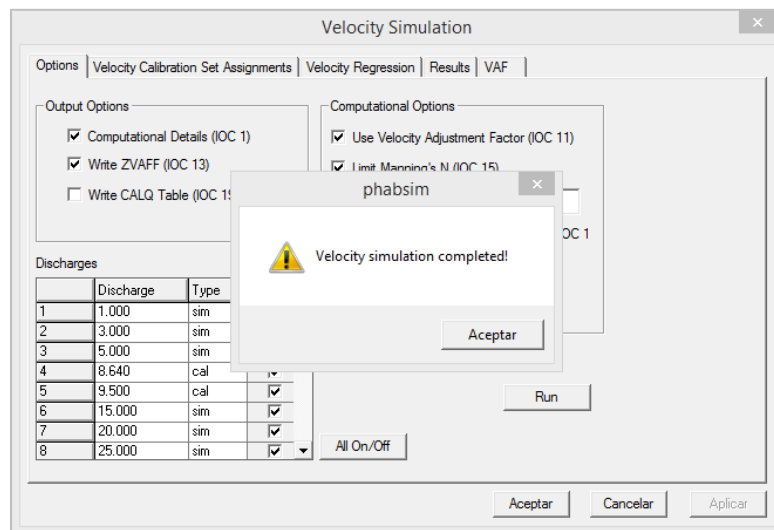 Velocity Simulation
Options Velocity Calibration Set Assignments Velocity Regression Results VAF
Output Options
Computational Details (IOC 1)
Write ZVAFF (IOC 13)
Write CALQ Table (IOC 15
Computational Options
Use Velocity Adjustment Factor (IOC 11)
Limit Manning's N (IOC 15)
OC 1
phabsim
Velocity simulation completed!
Aceptar
Discharges
Discharge Type
1 1.000 sim
2 3.000 sim
3 5.000 sim
4 8.640 cal
5 9.500 cal
6 15.000 sim
7 20.000 sim
8 25.000 sim
All On/Off
Run
Aceptar Cancelar Aplicar